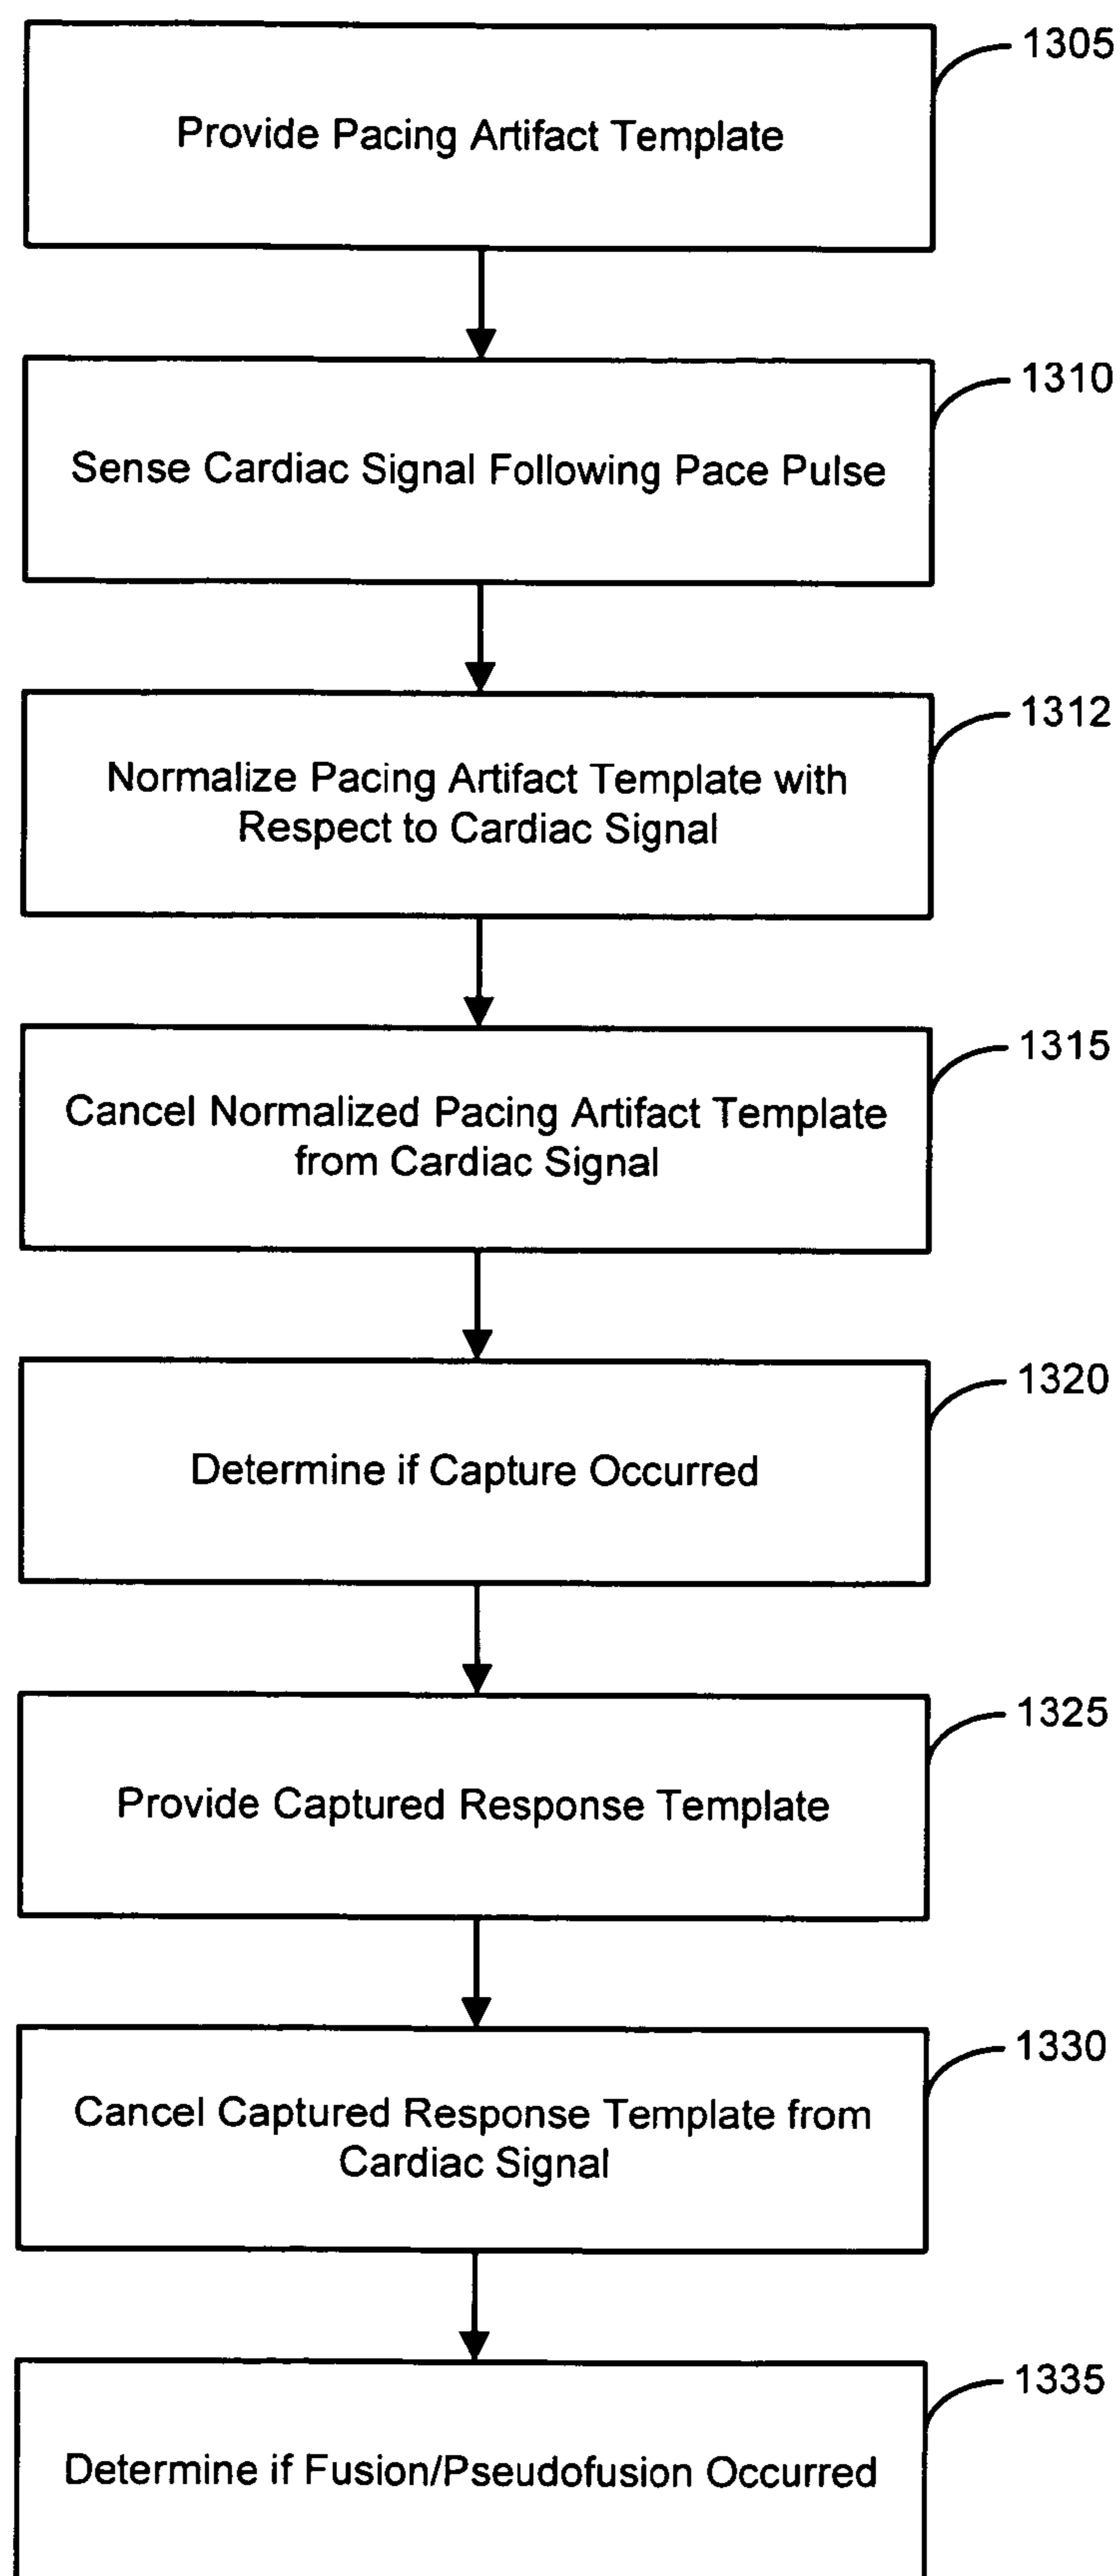 1305
Provide Pacing Artifact Template
1310
Sense Cardiac Signal Following Pace Pulse
1312
Normalize Pacing Artifact Template with
Respect to Cardiac Signal
1315
Cancel Normalized Pacing Artifact Template
from Cardiac Signal
1320
Determine if Capture Occurred
1325
Provide Captured Response Template
1330
Cancel Captured Response Template from
Cardiac Signal
1335
Determine if Fusion/Pseudofusion Occurred